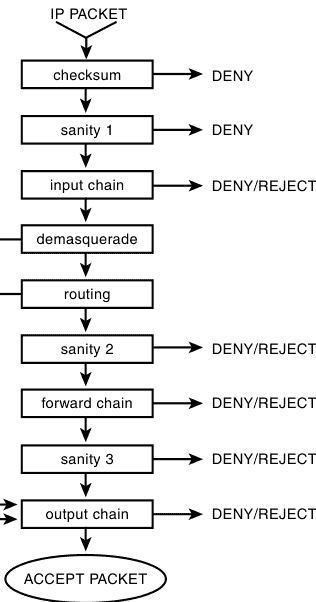 IP PACKET
checksum DENY
sanity 1 DENY
input chain DENY/REJECT
demasquerade
routing
sanity 2 DENY/REJECT
forward chain DENY/REJECT
sanity 3 DENY/REJECT
output chain DENY/REJECT
ACCEPT PACKET